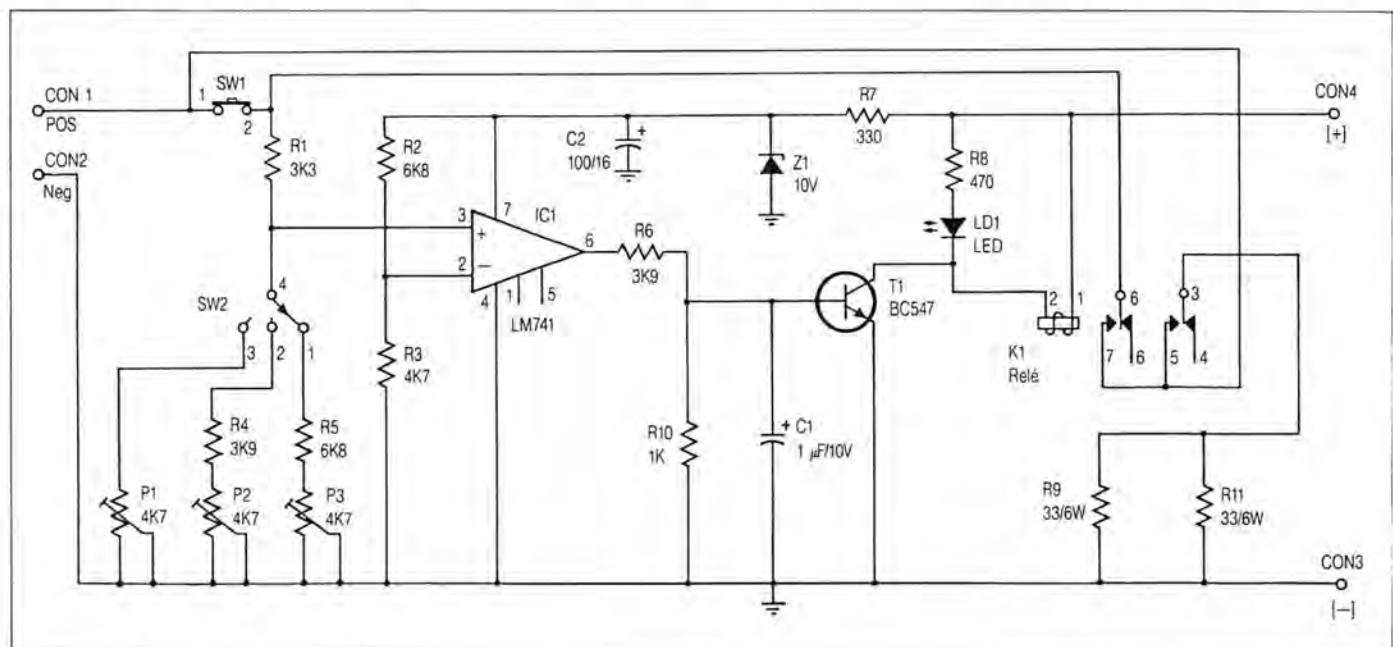 CON 1
POS
CON2
Neg
1
SW1
2
R1
3K3
R2
6K8
C2
100/16
+
Z1
10V
R7
330
R8
470
LD1
LED
CON4
[+]
3
+
2
−
7
IC1
6
4
1
5
LM741
R6
3K9
T1
BC547
2
1
K1
Relé
6
7
6
3
5
4
SW2
4
3
2
1
R3
4K7
R4
3K9
R5
6K8
P1
4K7
P2
4K7
P3
4K7
R10
1K
+
C1
1 µF/10V
R9
33/6W
R11
33/6W
CON3
[—]